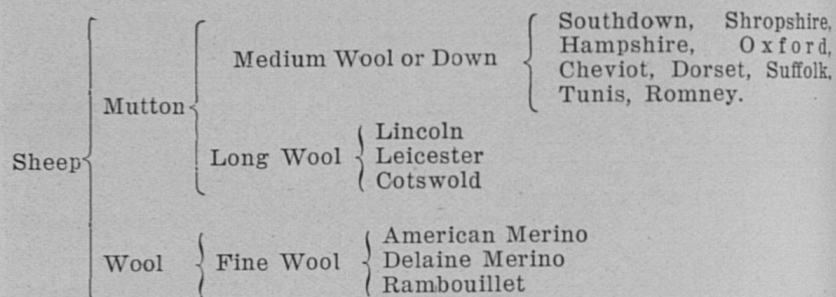 Southdown, Shropshire,
Hampshire, Oxford,
Medium Wool or Down
Cheviot, Dorset, Suffolk,
Tunis, Romney.
Mutton
Lincoln
Sheep
Long Wool
Leicester
Cotswold
American Merino
Wool
Fine Wool
Delaine Merino
Rambouillet